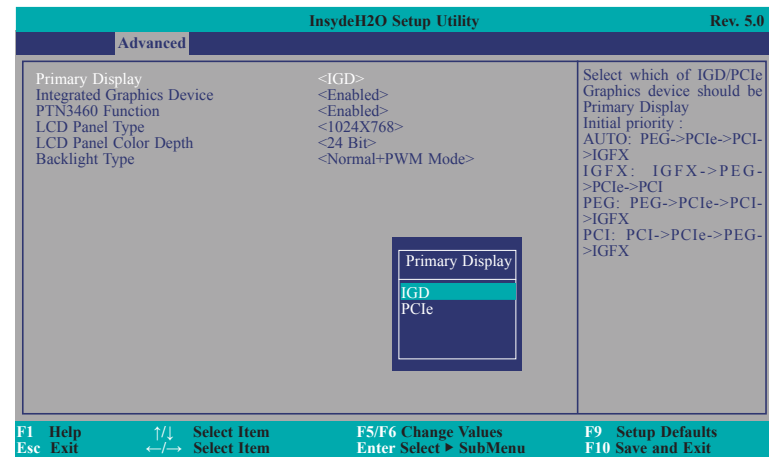 InsydeH2O Setup Utility Rev. 5.0
Advanced
Primary Display <IGD>
Integrated Graphics Device <Enabled>
PTN3460 Function <Enabled>
LCD Panel Type <1024X768>
LCD Panel Color Depth <24 Bit>
Backlight Type <Normal+PWM Mode>
Select which of IGD/PCIe
Graphics device should be
Primary Display
Initial priority :
AUTO: PEG->PCIe->PCI-
>IGFX
IGFX: IGFX->PEG-
>PCIe->PCI
PEG: PEG->PCIe->PCI-
>IGFX
PCI: PCI->PCIe->PEG-
>IGFX
Primary Display
IGD
PCIe
F1 Help ↑/↓ Select Item F5/F6 Change Values F9 Setup Defaults
Esc Exit ←/→ Select Item Enter Select ▶ SubMenu F10 Save and Exit